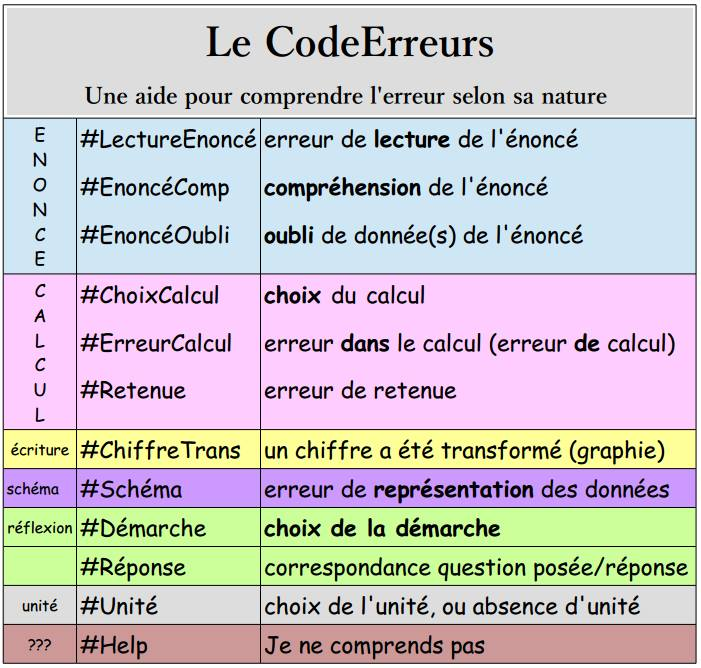 Le CodeErreurs
Une aide pour comprendre l'erreur selon sa nature
ENONCE
#LectureEnoncé erreur de lecture de l'énoncé
#EnoncéComp compréhension de l'énoncé
#EnoncéOubli oubli de donnée(s) de l'énoncé
CALCUL
#ChoixCalcul choix du calcul
#ErreurCalcul erreur dans le calcul (erreur de calcul)
#Retenue erreur de retenue
écriture #ChiffreTrans un chiffre a été transformé (graphie)
schéma #Schéma erreur de représentation des données
réflexion #Démarche choix de la démarche
#Réponse correspondance question posée/réponse
unité #Unité choix de l'unité, ou absence d'unité
??? #Help Je ne comprends pas